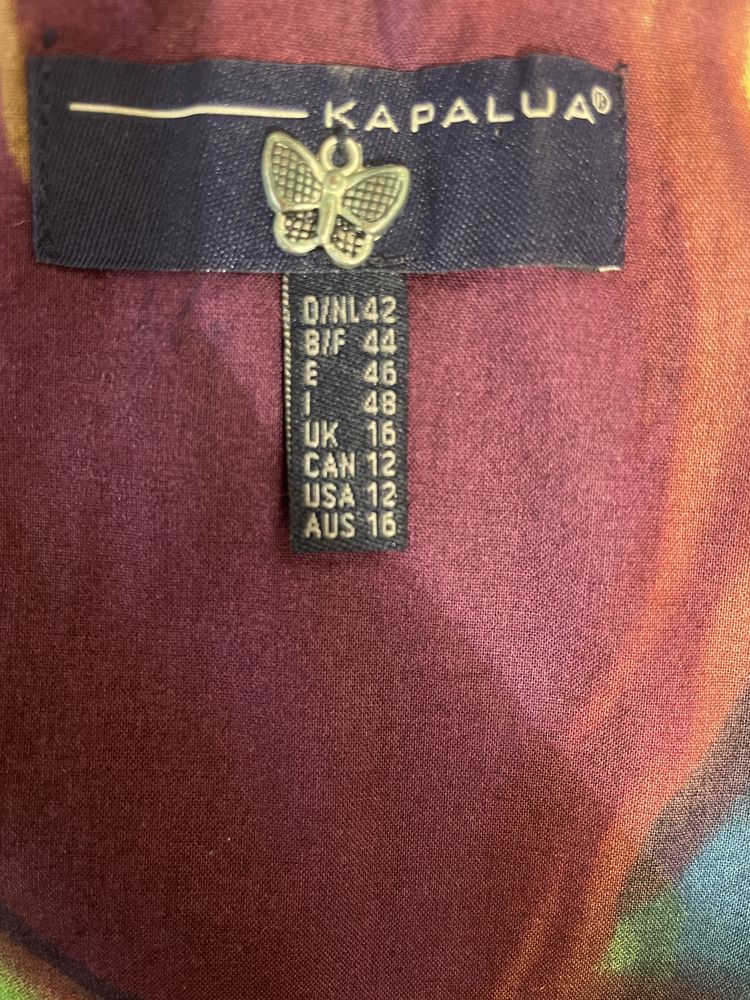 KAPALUA®
D/NL 42
B/F 44
E 46
I 48
UK 16
CAN 12
USA 12
AUS 16